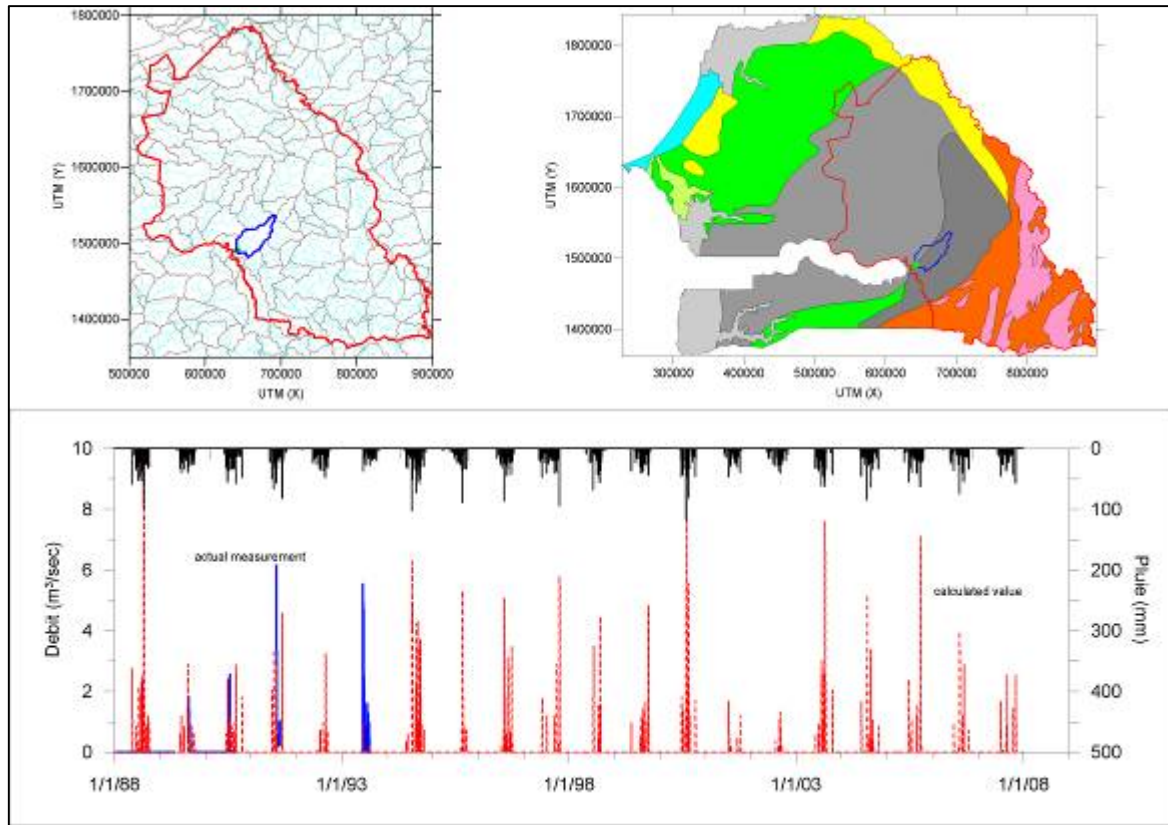 1800000
1700000
1600000
1500000
1400000
UTM (Y)
500000 600000 700000 800000 900000
UTM (X)
1800000
1700000
1600000
1500000
1400000
UTM (Y)
300000 400000 500000 600000 700000 800000
UTM (X)
10
8
6
4
2
0
Debit (m³/sec)
actual measurement
calculated value
0
100
200
300
400
500
Pluie (mm)
1/1/88 1/1/93 1/1/98 1/1/03 1/1/08